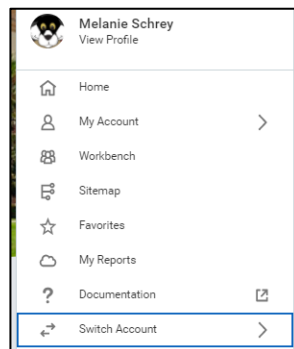 Melanie Schrey
View Profile
Home
My Account
Workbench
Sitemap
Favorites
My Reports
Documentation
Switch Account